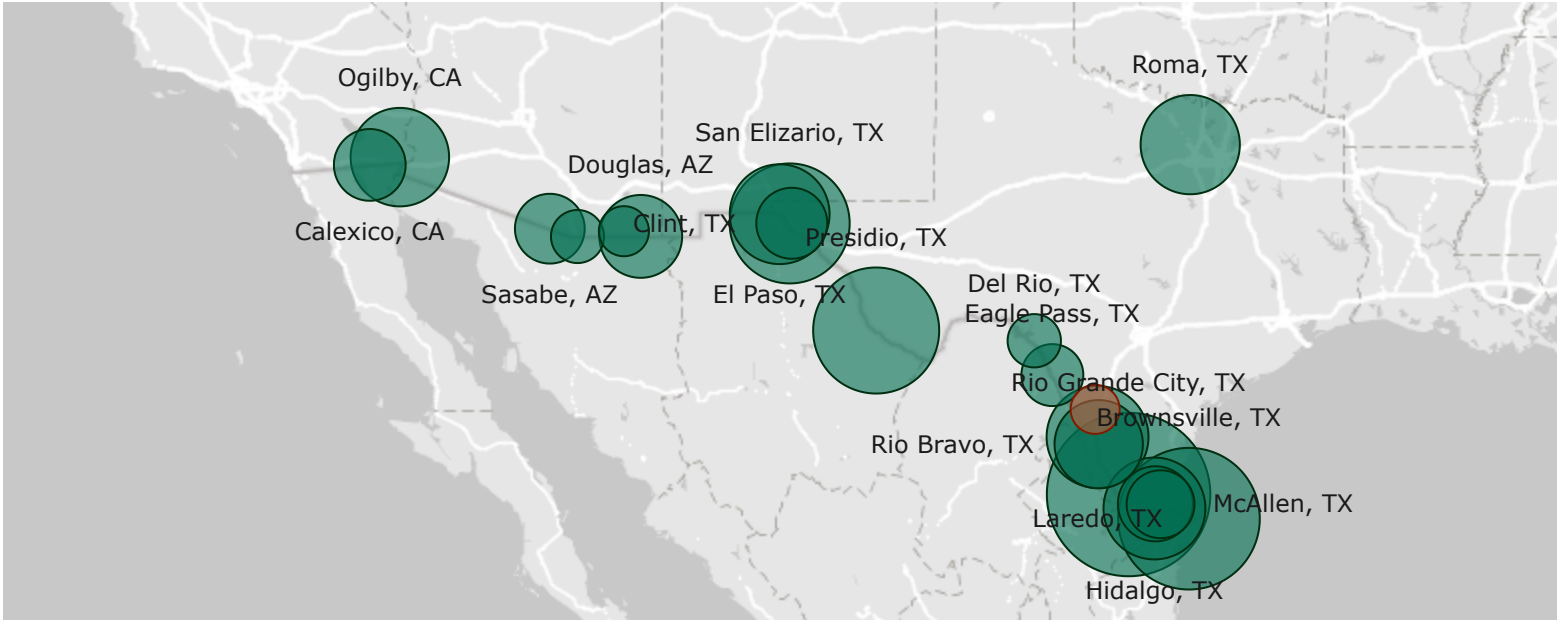 Roma, TX
Ogilby, CA
San Elizario, TX
Douglas, AZ
Clint, TX
Calexico, CA
Presidio, TX
Del Rio, TX
Sasabe, AZ
El Paso, TX
Eagle Pass, TX
Rio Grande City, TX
Brownsville, TX
Rio Bravo, TX
McAllen, TX
Laredo, TX
Hidalgo, TX